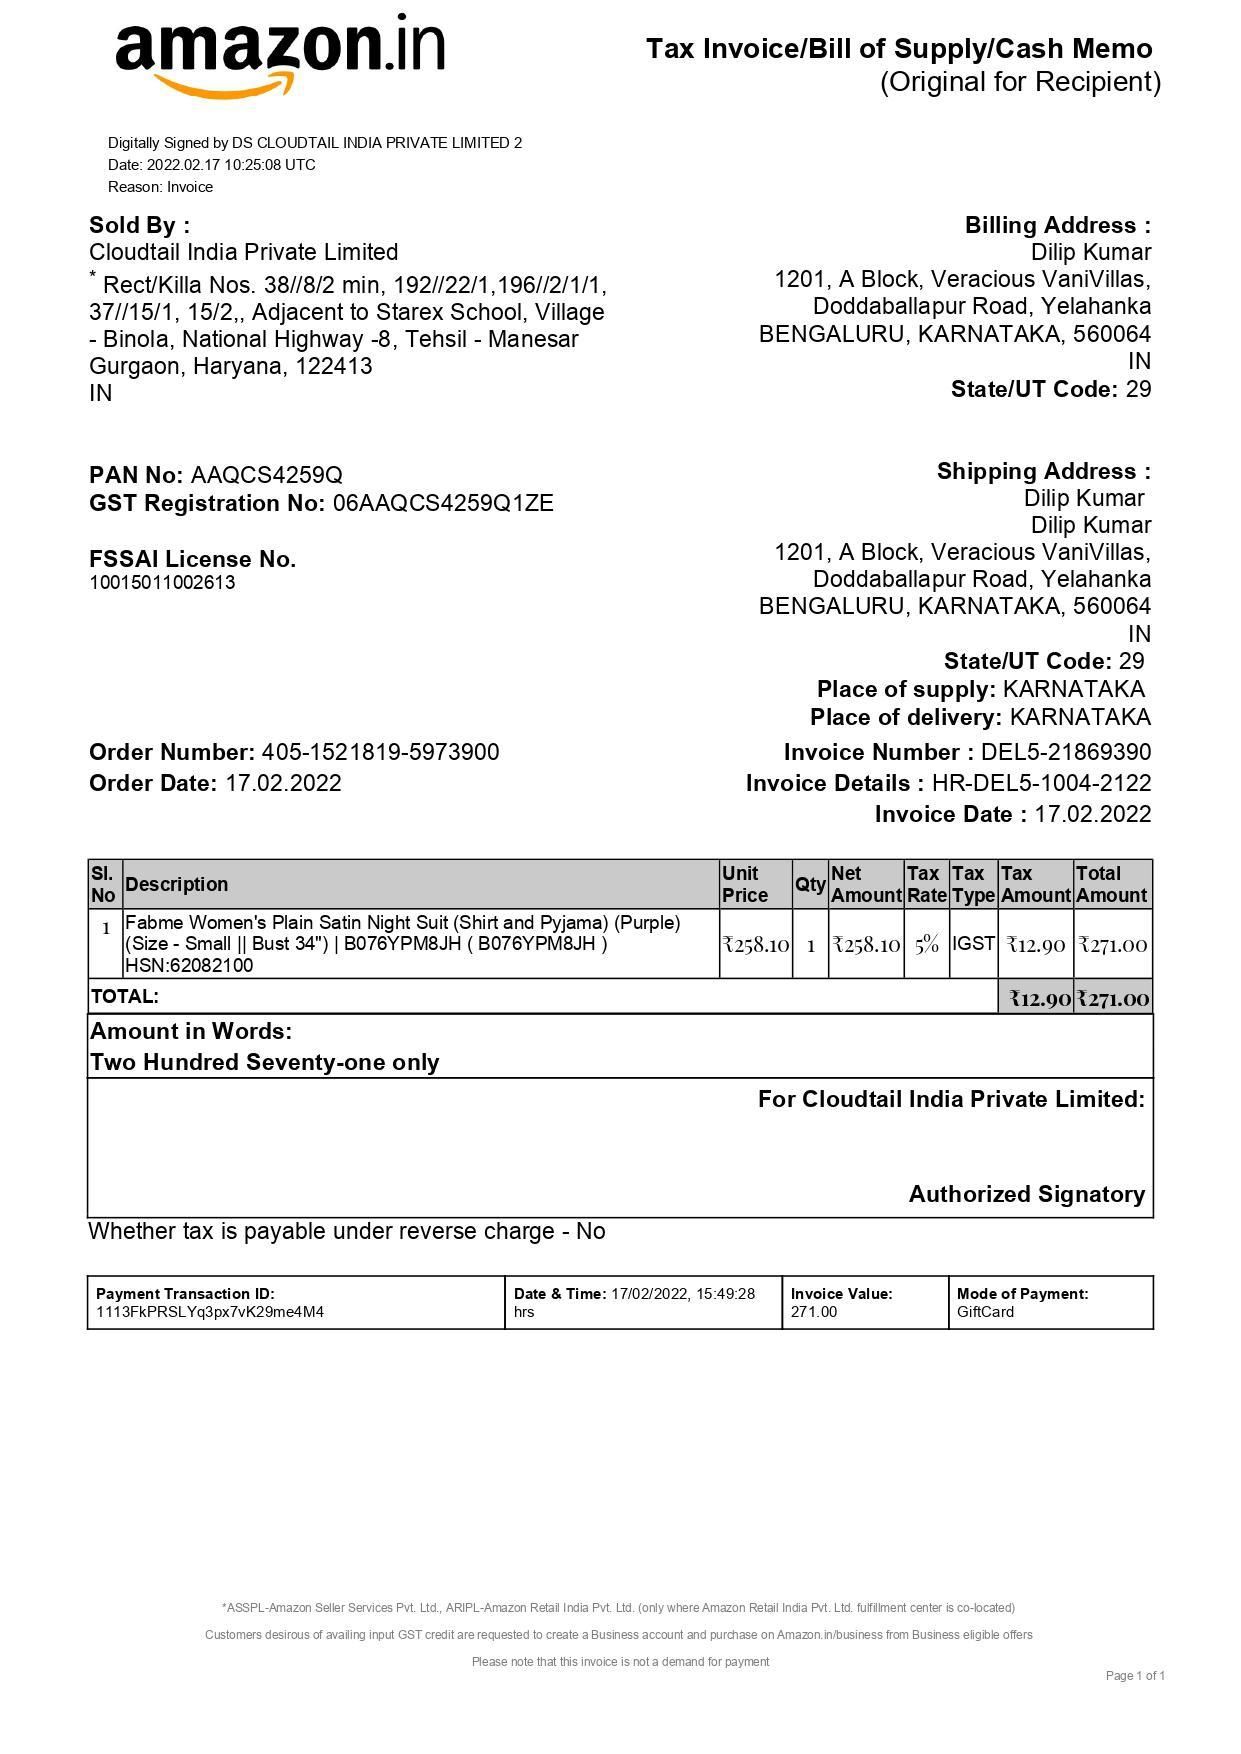 amazon.in
Tax Invoice/Bill of Supply/Cash Memo
(Original for Recipient)
Digitally Signed by DS CLOUDTAIL INDIA PRIVATE LIMITED 2
Date: 2022.02.17 10:25:08 UTC
Reason: Invoice
Sold By :
Cloudtail India Private Limited
* Rect/Killa Nos. 38//8/2 min, 192//22/1,196//2/1/1,
37//15/1, 15/2,, Adjacent to Starex School, Village
- Binola, National Highway -8, Tehsil - Manesar
Gurgaon, Haryana, 122413
IN
Billing Address :
Dilip Kumar
1201, A Block, Veracious VaniVillas,
Doddaballapur Road, Yelahanka
BENGALURU, KARNATAKA, 560064
IN
State/UT Code: 29
PAN No: AAQCS4259Q
GST Registration No: 06AAQCS4259Q1ZE
FSSAI License No.
10015011002613
Shipping Address :
Dilip Kumar
Dilip Kumar
1201, A Block, Veracious VaniVillas,
Doddaballapur Road, Yelahanka
BENGALURU, KARNATAKA, 560064
IN
State/UT Code: 29
Place of supply: KARNATAKA
Place of delivery: KARNATAKA
Order Number: 405-1521819-5973900
Order Date: 17.02.2022
Invoice Number : DEL5-21869390
Invoice Details : HR-DEL5-1004-2122
Invoice Date : 17.02.2022
Sl. No Description Unit Price Qty Net Amount Tax Rate Tax Type Tax Amount Total Amount
1 Fabme Women's Plain Satin Night Suit (Shirt and Pyjama) (Purple)
(Size - Small || Bust 34") | B076YPM8JH ( B076YPM8JH )
HSN:62082100
₹258.10 1 ₹258.10 5% IGST ₹12.90 ₹271.00
TOTAL: ₹12.90 ₹271.00
Amount in Words:
Two Hundred Seventy-one only
For Cloudtail India Private Limited:
Authorized Signatory
Whether tax is payable under reverse charge - No
Payment Transaction ID:
1113FkPRSLYq3px7vK29me4M4
Date & Time: 17/02/2022, 15:49:28
hrs
Invoice Value:
271.00
Mode of Payment:
GiftCard
*ASSPL-Amazon Seller Services Pvt. Ltd., ARIPL-Amazon Retail India Pvt. Ltd. (only where Amazon Retail India Pvt. Ltd. fulfillment center is co-located)
Customers desirous of availing input GST credit are requested to create a Business account and purchase on Amazon.in/business from Business eligible offers
Please note that this invoice is not a demand for payment
Page 1 of 1